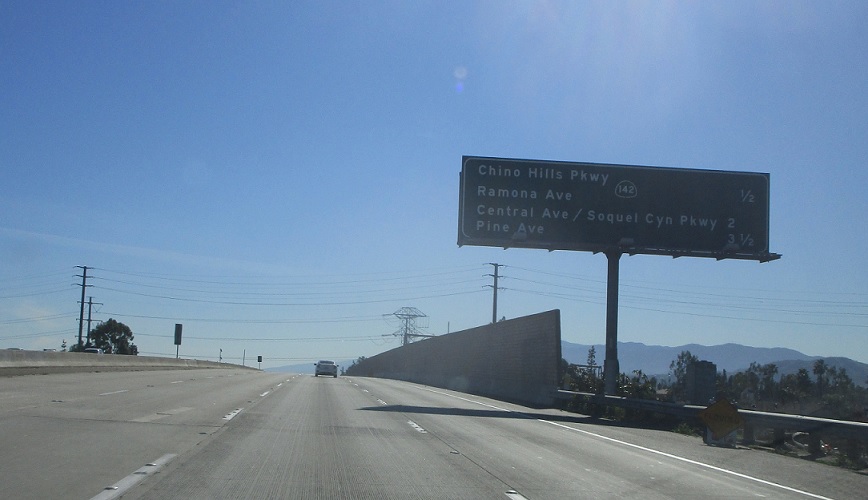 Chino Hills Pkwy
Ramona Ave 142 ½
Central Ave / Soquel Cyn Pkwy 2
Pine Ave 3 ½